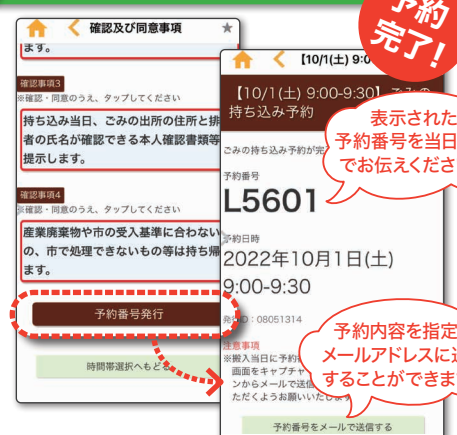 確認及び同意事項
ます。
確認事項3
※確認・同意のうえ、タップしてください
持ち込み当日、ごみの出所の住所と排
者の氏名が確認できる本人確認書類等
提示します。
確認事項4
※確認・同意のうえ、タップしてください
産業廃棄物や市の受入基準に合わない
の、市で処理できないもの等は持ち帰
ます。
予約番号発行
時間帯選択へもど
予約
完了!
【10/1(土) 9:0
【10/1(土) 9:00-9:30】ごみの
持ち込み予約
表示された
予約番号を当日
でお伝えくださ
ごみの持ち込み予約が完
予約番号
L5601
予約日時
2022年10月1日(土)
9:00-9:30
発行ID:08051314
予約内容を指定
メールアドレスに送
することができま
注意事項
※搬入当日に予約
画面をキャプチャ
ンからメールで送信
ただくようお願いいたします
予約番号をメールで送信する